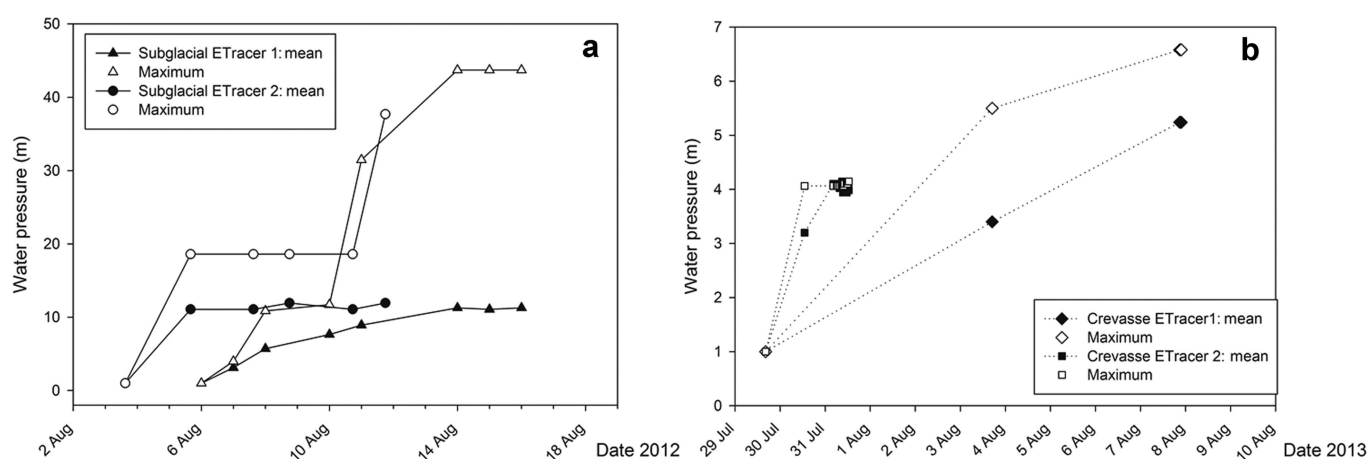 a
Subglacial ETracer 1: mean
Maximum
Subglacial ETracer 2: mean
Maximum
Water pressure (m)
50
40
30
20
10
0
2 Aug
6 Aug
10 Aug
14 Aug
18 Aug
Date 2012
b
Water pressure (m)
7
6
5
4
3
2
1
0
Crevasse ETracer1: mean
Maximum
Crevasse ETracer 2: mean
Maximum
29 Jul
30 Jul
31 Jul
1 Aug
2 Aug
3 Aug
4 Aug
5 Aug
6 Aug
7 Aug
8 Aug
9 Aug
10 Aug
Date 2013